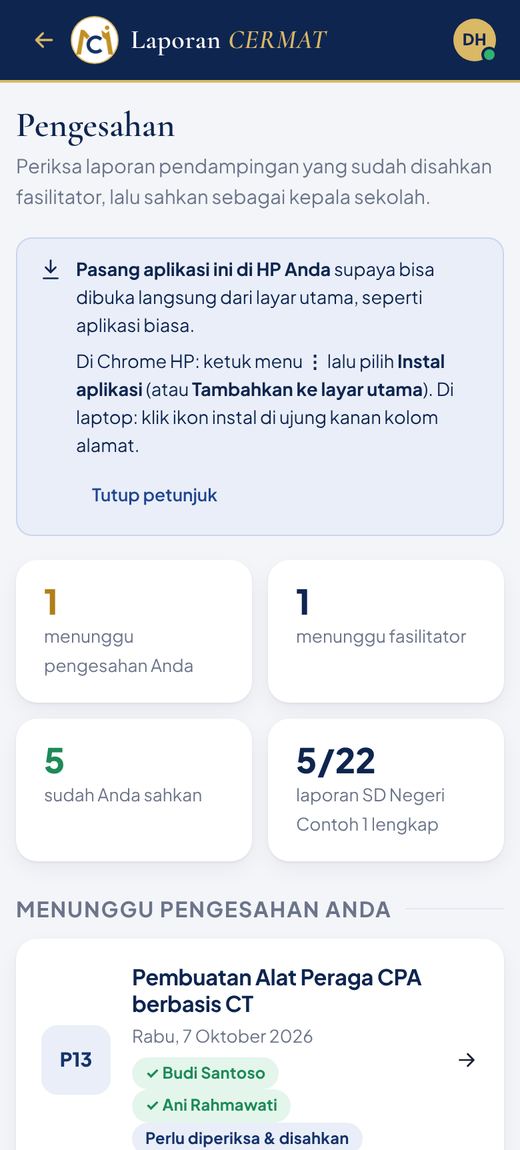 Laporan CERMAT
DH
Pengesahan
Periksa laporan pendampingan yang sudah disahkan
fasilitator, lalu sahkan sebagai kepala sekolah.
Pasang aplikasi ini di HP Anda supaya bisa
dibuka langsung dari layar utama, seperti
aplikasi biasa.
Di Chrome HP: ketuk menu ⋮ lalu pilih Instal
aplikasi (atau Tambahkan ke layar utama). Di
laptop: klik ikon instal di ujung kanan kolom
alamat.
Tutup petunjuk
1
menunggu
pengesahan Anda
1
menunggu fasilitator
5
sudah Anda sahkan
5/22
laporan SD Negeri
Contoh 1 lengkap
MENUNGGU PENGESAHAN ANDA
P13
Pembuatan Alat Peraga CPA
berbasis CT
Rabu, 7 Oktober 2026
✓ Budi Santoso
✓ Ani Rahmawati
Perlu diperiksa & disahkan